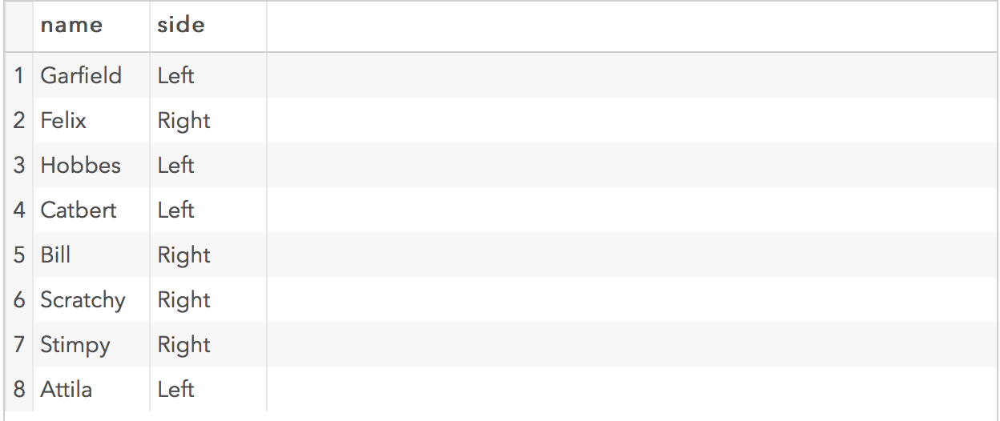 name side
1 Garfield Left
2 Felix Right
3 Hobbes Left
4 Catbert Left
5 Bill Right
6 Scratchy Right
7 Stimpy Right
8 Attila Left